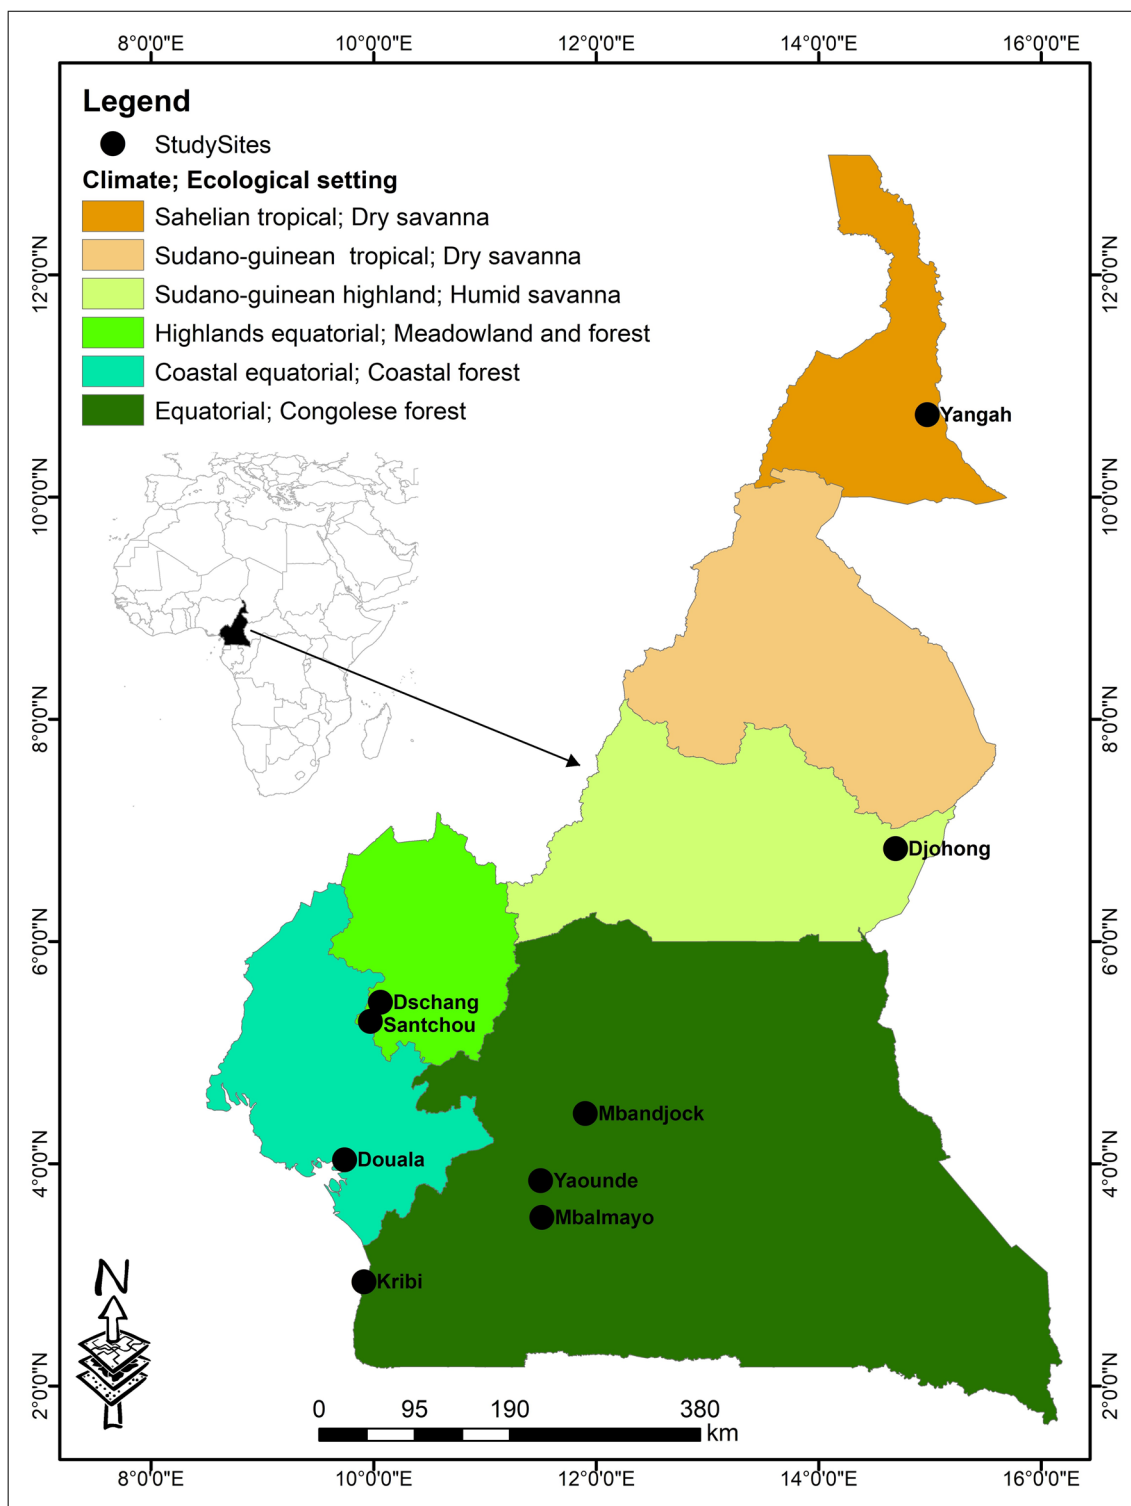 8°0'0"E 10°0'0"E 12°0'0"E 14°0'0"E 16°0'0"E
Legend
StudySites
Climate; Ecological setting
Sahelian tropical; Dry savanna
Sudano-guinean tropical; Dry savanna
Sudano-guinean highland; Humid savanna
Highlands equatorial; Meadowland and forest
Coastal equatorial; Coastal forest
Equatorial; Congolese forest
12°0'0"N 12°0'0"N
Yangah
10°0'0"N 10°0'0"N
8°0'0"N 8°0'0"N
Djohong
6°0'0"N 6°0'0"N
Dschang
Santchou
Mbandjock
Douala
4°0'0"N 4°0'0"N
Yaounde
Mbalmayo
Kribi
N
2°0'0"N 2°0'0"N
0 95 190 380
km
8°0'0"E 10°0'0"E 12°0'0"E 14°0'0"E 16°0'0"E